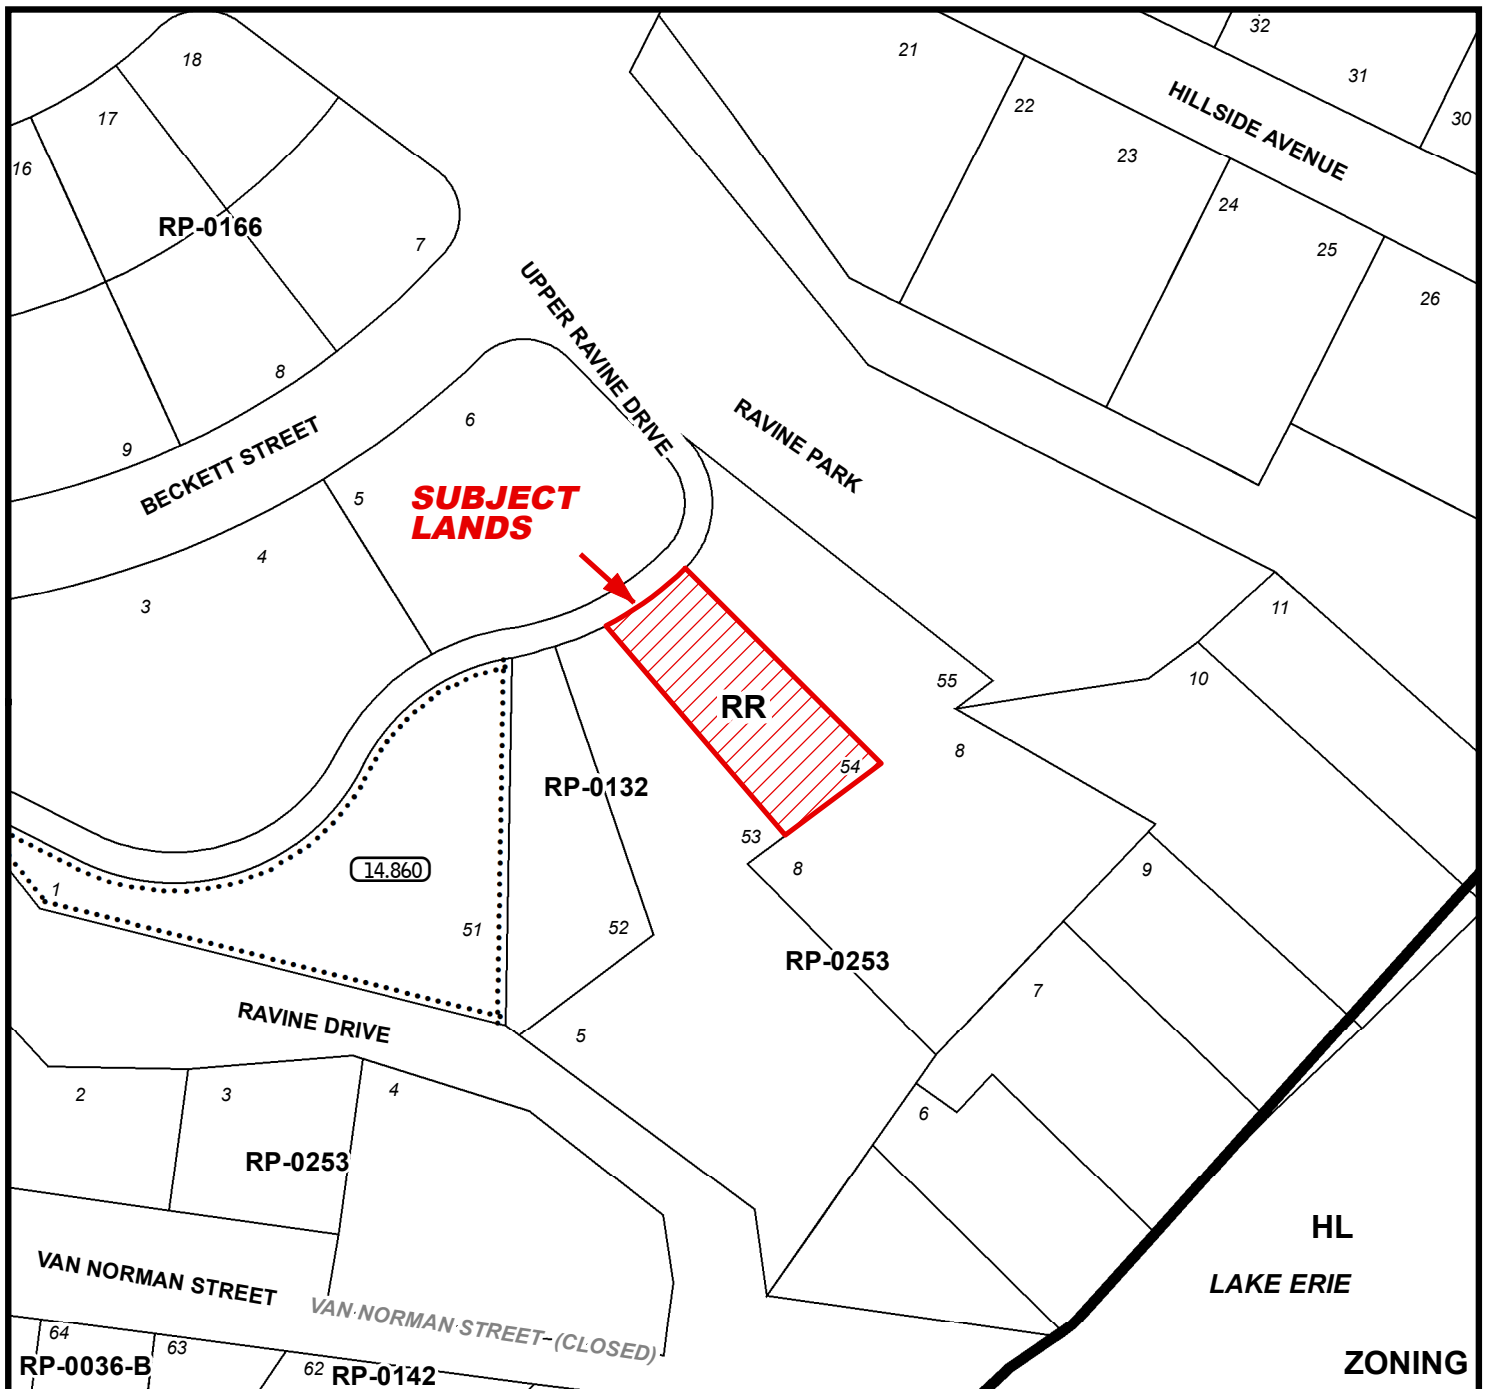 18
32
21
31
17
22
30
HILLSIDE AVENUE
23
16
24
RP-0166
7
25
26
UPPER RAVINE DRIVE
8
6
RAVINE PARK
9
BECKETT STREET
5
SUBJECT
LANDS
4
3
11
10
55
RR
8
54
RP-0132
53
8
14.860
9
1
51
52
RP-0253
7
RAVINE DRIVE
5
2
3
4
6
RP-0253
HL
VAN NORMAN STREET
LAKE ERIE
VAN NORMAN STREET (CLOSED)
64
63
RP-0036-B
62
RP-0142
ZONING